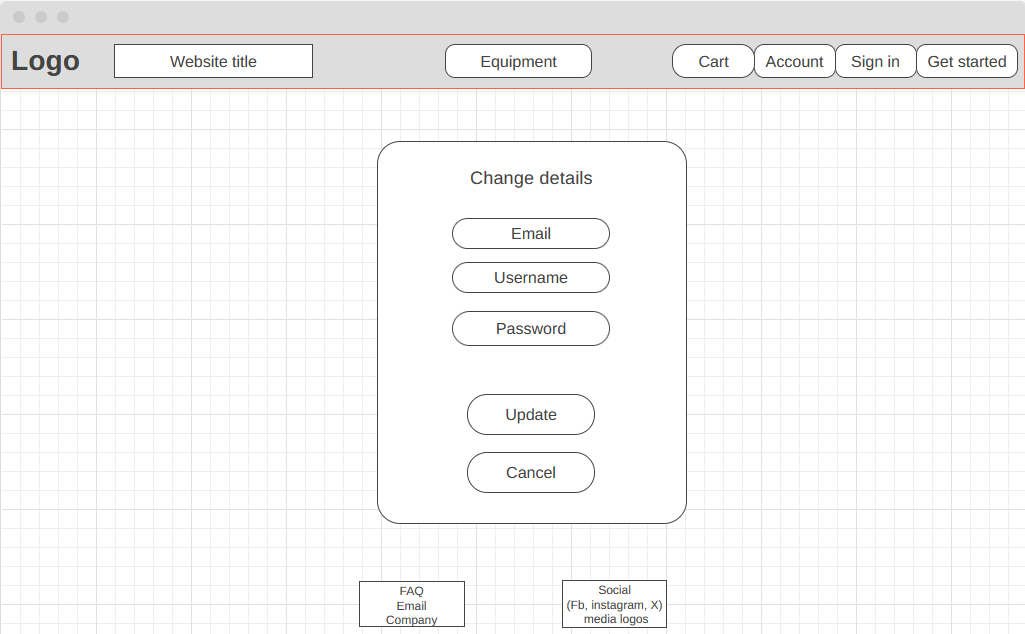 Logo
Website title
Equipment
Cart
Account
Sign in
Get started
Change details
Email
Username
Password
Update
Cancel
FAQ
Email
Company
Social
(Fb, instagram, X)
media logos